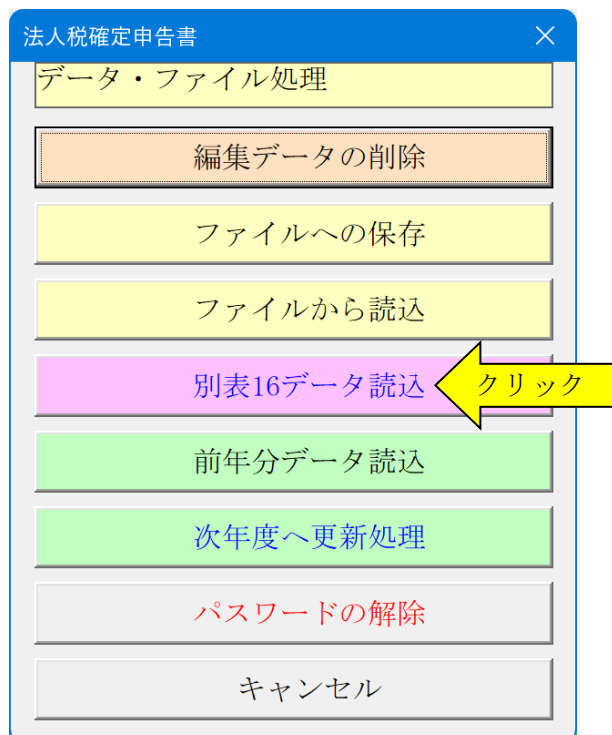 法人税確定申告書
データ・ファイル処理
編集データの削除
ファイルへの保存
ファイルから読込
別表16データ読込
クリック
前年分データ読込
次年度へ更新処理
パスワードの解除
キャンセル